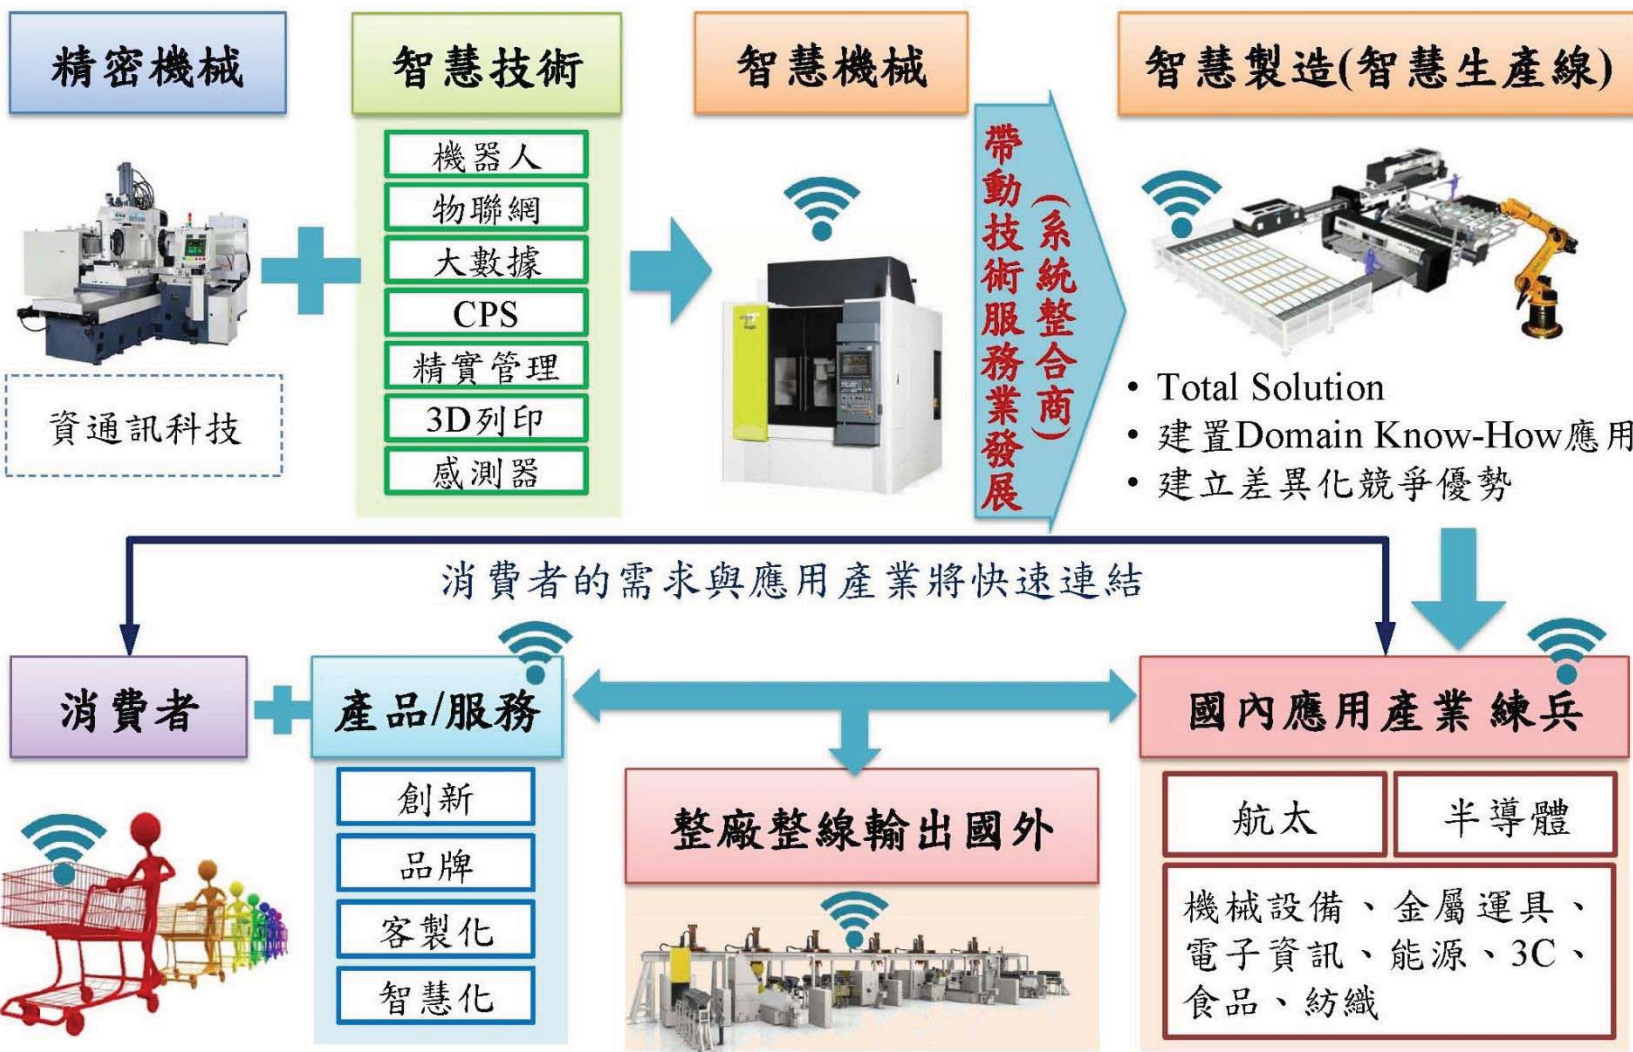 精密機械
資通訊科技
智慧技術
機器人
物聯網
大數據
CPS
精實管理
3D列印
感測器
智慧機械
帶動技術服務業發展
(系統整合商)
智慧製造(智慧生產線)
• Total Solution
• 建置Domain Know-How應用
• 建立差異化競爭優勢
消費者的需求與應用產業將快速連結
消費者
產品/服務
創新
品牌
客製化
智慧化
整廠整線輸出國外
國內應用產業練兵
航太
半導體
機械設備、金屬運具、
電子資訊、能源、3C、
食品、紡織